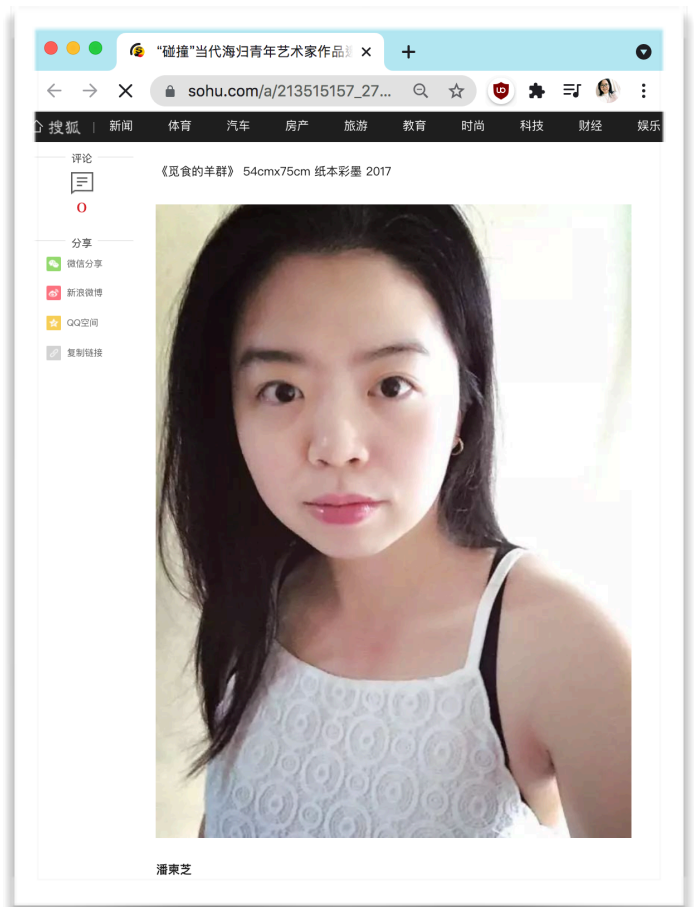 “碰撞”当代海归青年艺术家作品
sohu.com/a/213515157_27...
搜狐 | 新闻 体育 汽车 房产 旅游 教育 时尚 科技 财经 娱乐
评论
0
分享
微信分享
新浪微博
QQ空间
复制链接
《觅食的羊群》 54cmx75cm 纸本彩墨 2017
潘柬芝